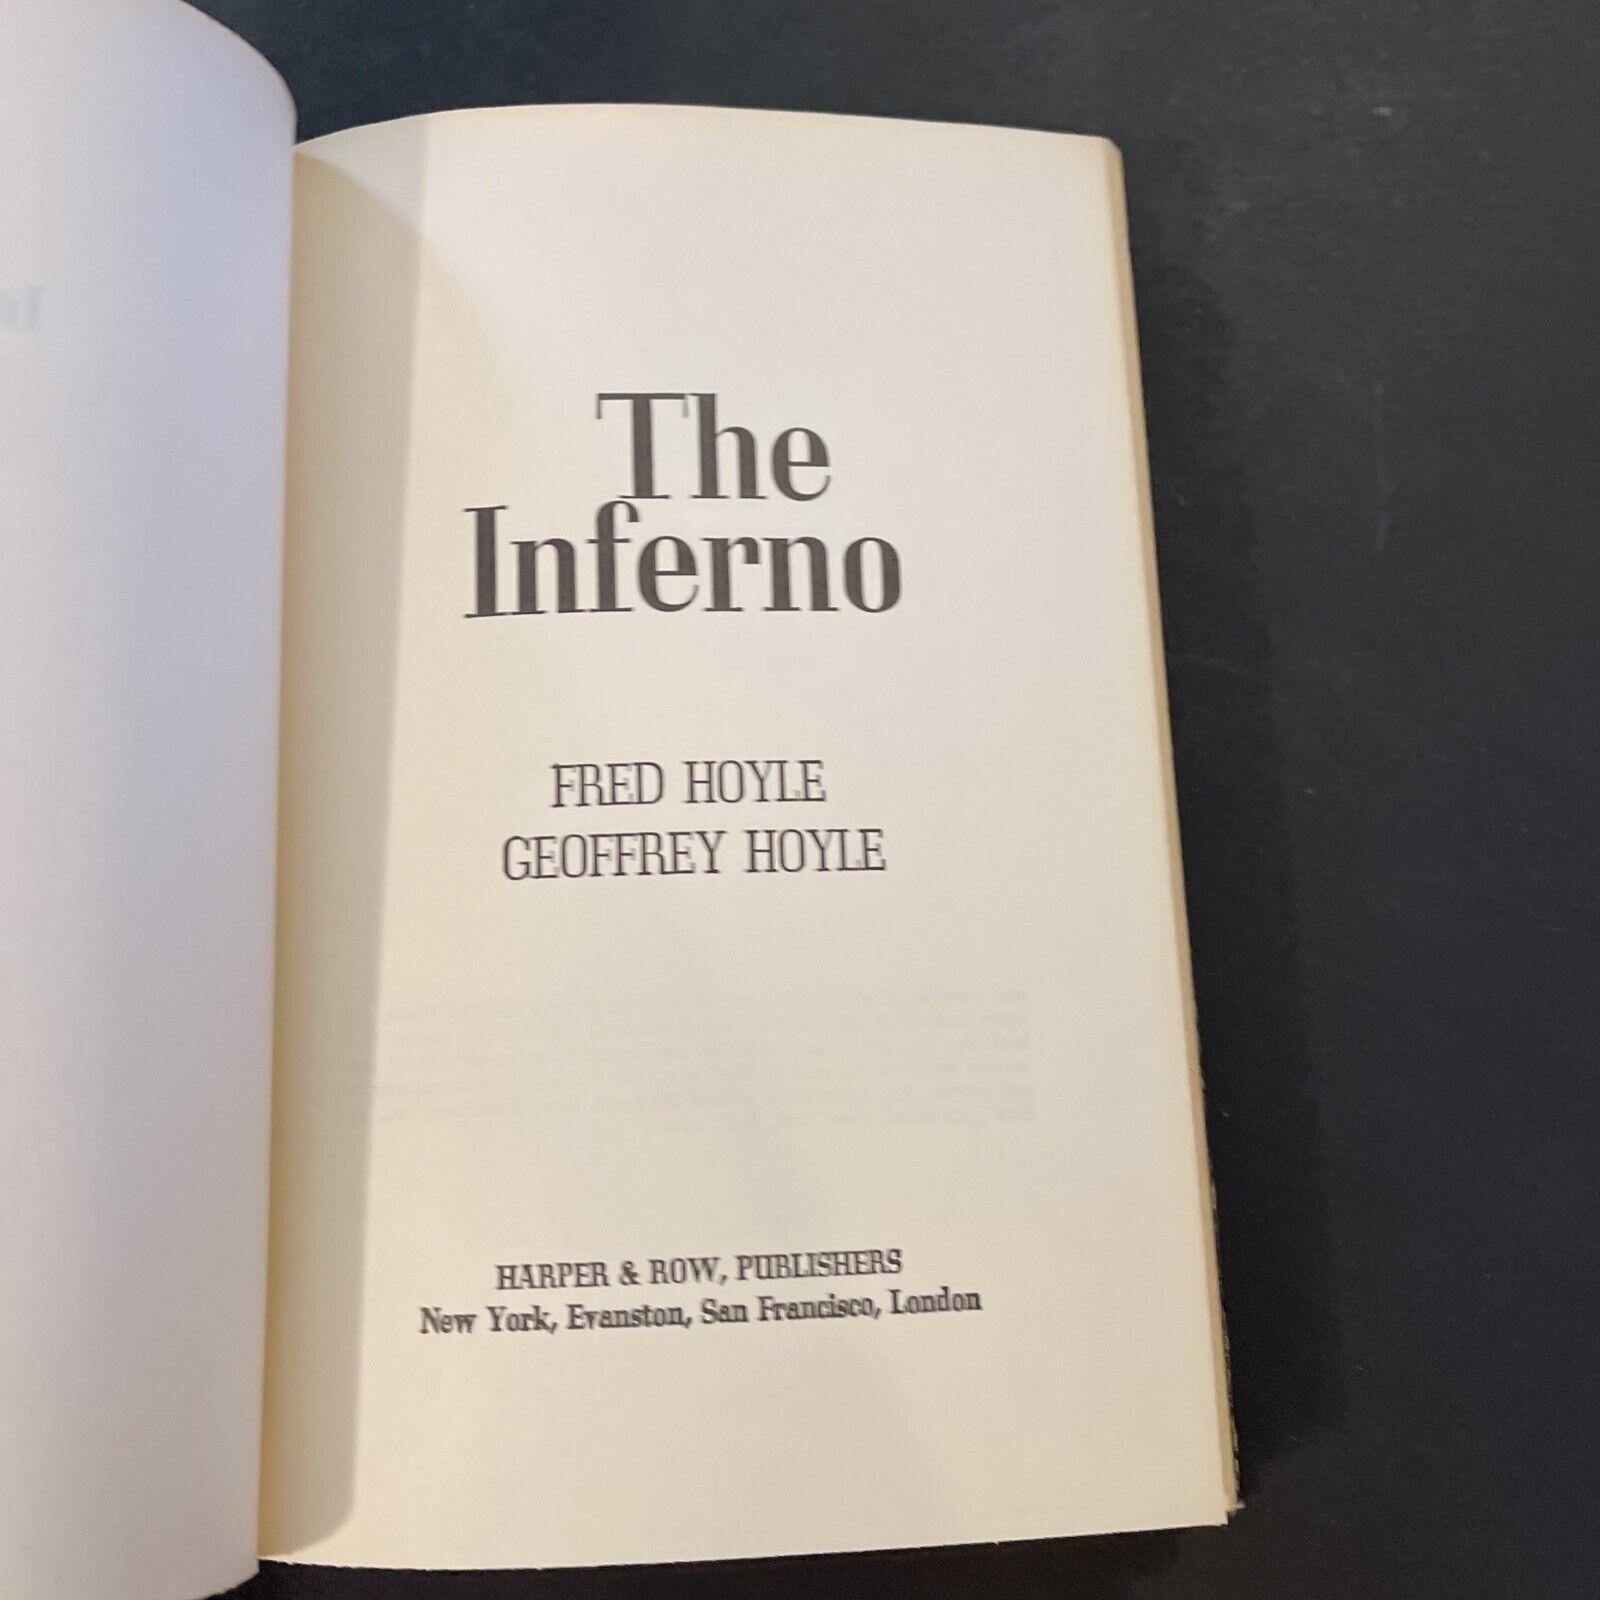 The
Inferno
FRED HOYLE
GEOFFREY HOYLE
HARPER & ROW, PUBLISHERS
New York, Evanston, San Francisco, London